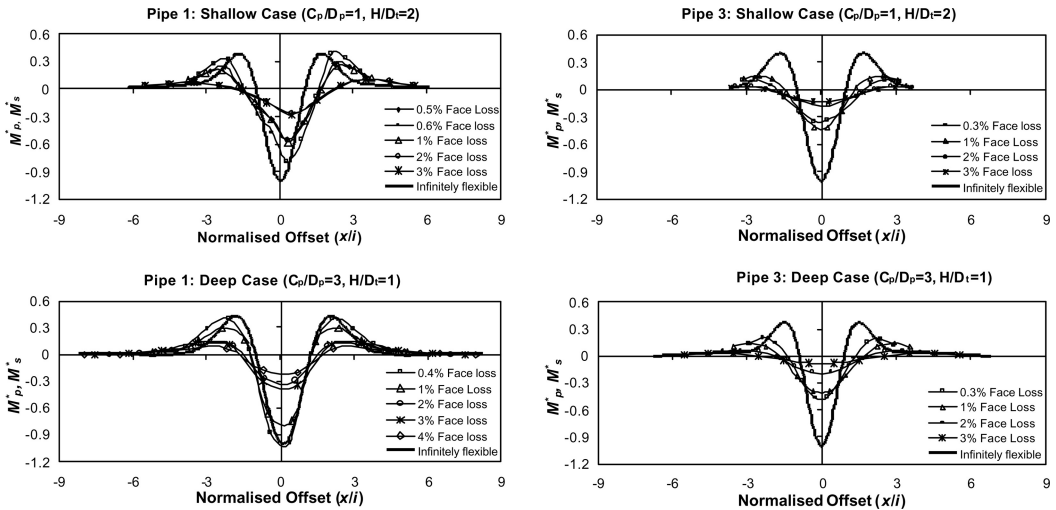 Pipe 1: Shallow Case (Cp/Dp=1, H/Dt=2)
0.6
0.3
0
-0.3
-0.6
-0.9
-1.2
M*p, M*s
0.5% Face Loss
0.6% Face loss
1% Face loss
2% Face loss
3% Face loss
Infinitely flexible
-9 -6 -3 0 3 6 9
Normalised Offset (x/i)
Pipe 3: Shallow Case (Cp/Dp=1, H/Dt=2)
0.6
0.3
0
-0.3
-0.6
-0.9
-1.2
M*p, M*s
0.3% Face loss
1% Face Loss
2% Face Loss
3% Face loss
Infinitely flexible
-9 -6 -3 0 3 6 9
Normalised Offset (x/i)
Pipe 1: Deep Case (Cp/Dp=3, H/Dt=1)
0.6
0.3
0
-0.3
-0.6
-0.9
-1.2
M*p, M*s
0.4% Face loss
1% Face Loss
2% Face loss
3% Face loss
4% Face loss
Infinitely flexible
-9 -6 -3 0 3 6 9
Normalised Offset (x/i)
Pipe 3: Deep Case (Cp/Dp=3, H/Dt=1)
0.6
0.3
0
-0.3
-0.6
-0.9
-1.2
M*p, M*s
0.3% Face Loss
1% Face Loss
2% Face Loss
3% Face Loss
Infinitely flexible
-9 -6 -3 0 3 6 9
Normalised Offset (x/i)